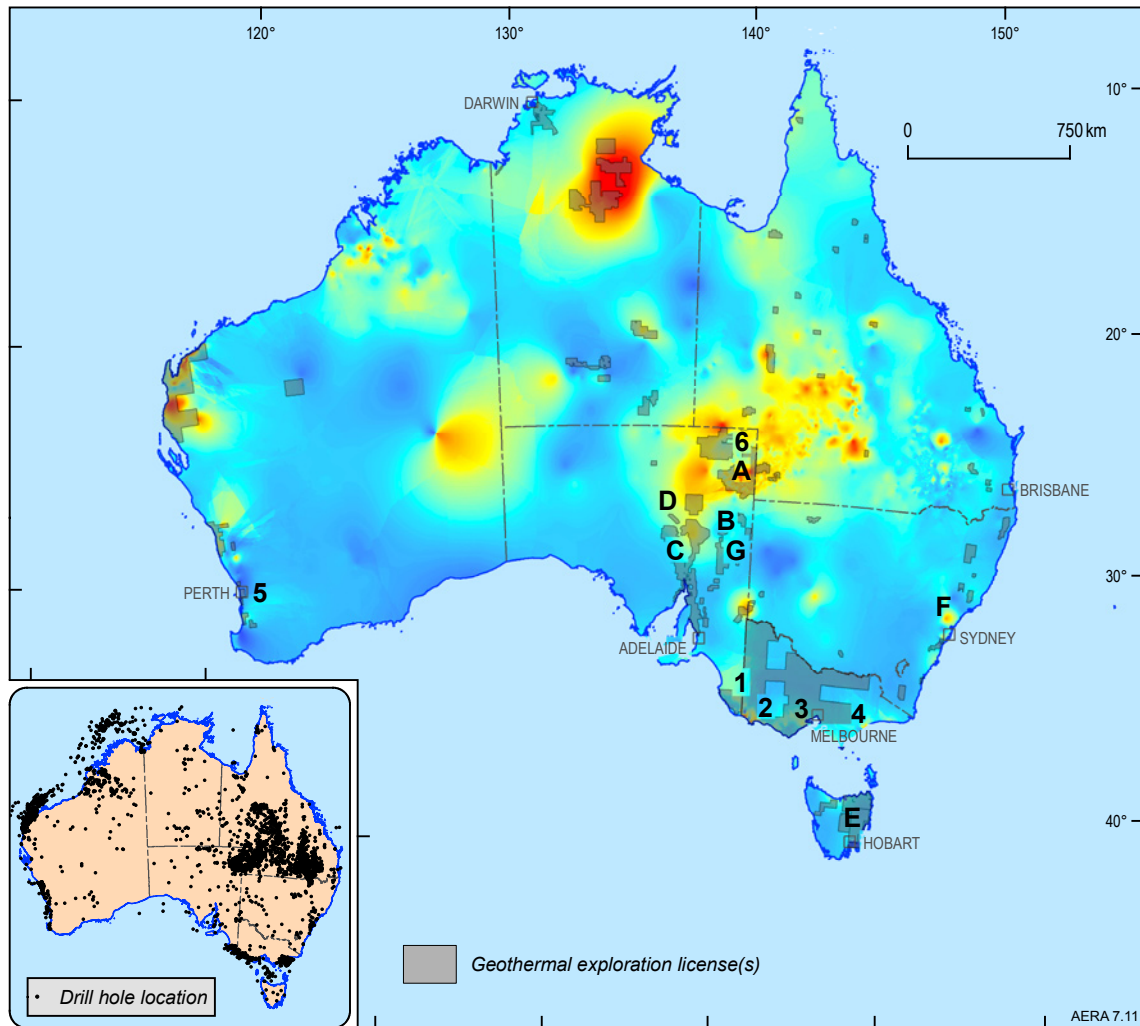 120°
130°
140°
150°
10°
DARWIN
0
750 km
20°
6
A
BRISBANE
D
B
C
G
30°
PERTH
5
F
SYDNEY
ADELAIDE
1
2
3
4
MELBOURNE
E
40°
HOBART
Drill hole location
Geothermal exploration license(s)
AERA 7.11